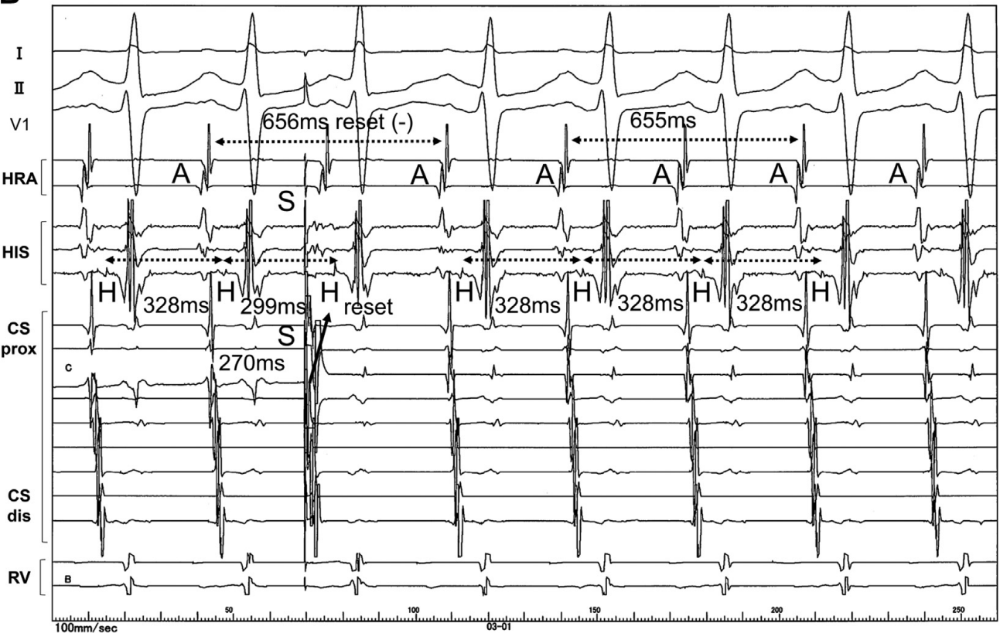 B
I
II
V1
656ms reset (-)
655ms
HRA
A
A
A
A
A
A
S
HIS
H
328ms
H
299ms
H
reset
H
328ms
H
328ms
H
328ms
CS
prox
S
C
270ms
CS
dis
RV
B
50
100
150
200
250
100mm/sec
03-01